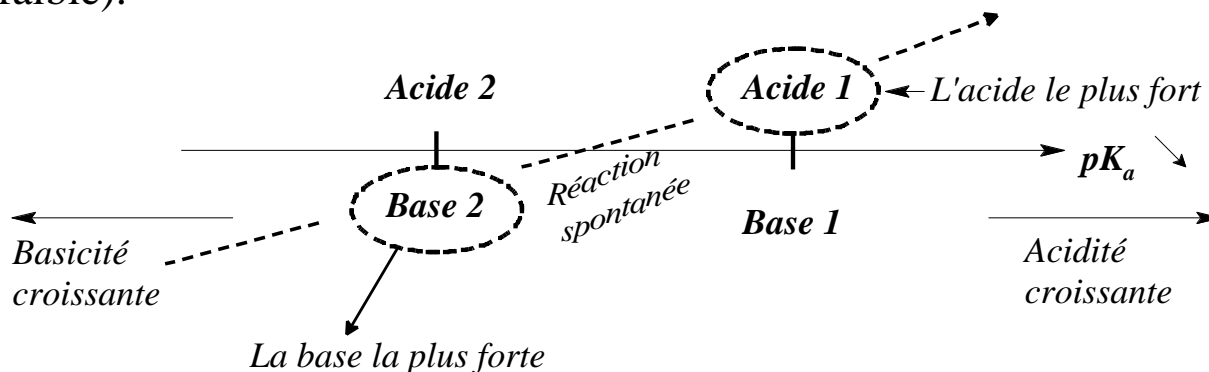 faible).
Acide 2
Acide 1
L'acide le plus fort
pKa
Réaction
spontanée
Base 2
Base 1
Basicité
croissante
Acidité
croissante
La base la plus forte